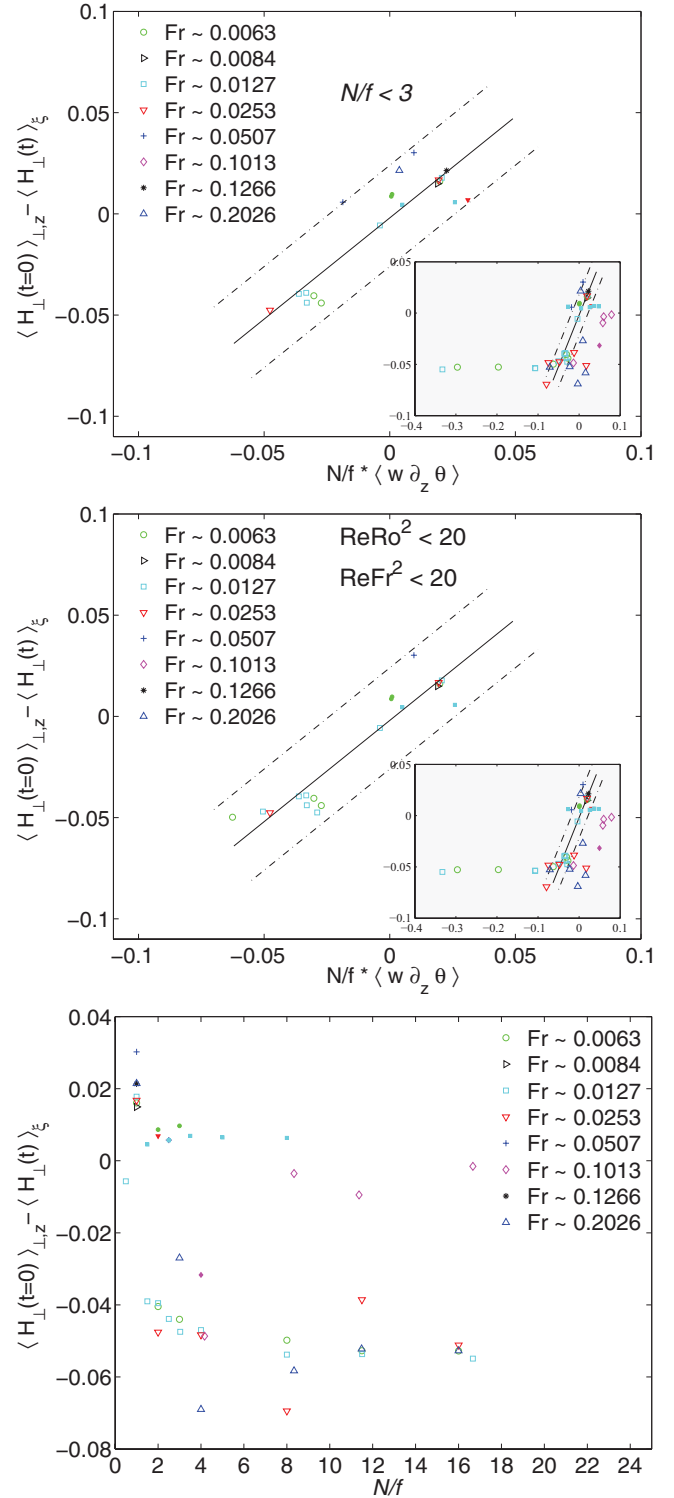 0.1
0.05
0
−0.05
−0.1
⟨ H⊥(t=0) ⟩⊥,z − ⟨ H⊥(t) ⟩ξ
Fr ~ 0.0063
Fr ~ 0.0084
Fr ~ 0.0127
Fr ~ 0.0253
Fr ~ 0.0507
Fr ~ 0.1013
Fr ~ 0.1266
Fr ~ 0.2026
N/f < 3
0.05
0
−0.05
−0.1
−0.4 −0.3 −0.2 −0.1 0 0.1
−0.1 −0.05 0 0.05 0.1
N/f * ⟨ w ∂z θ ⟩
0.1
0.05
0
−0.05
−0.1
⟨ H⊥(t=0) ⟩⊥,z − ⟨ H⊥(t) ⟩ξ
Fr ~ 0.0063
Fr ~ 0.0084
Fr ~ 0.0127
Fr ~ 0.0253
Fr ~ 0.0507
Fr ~ 0.1013
Fr ~ 0.1266
Fr ~ 0.2026
ReRo² < 20
ReFr² < 20
0.05
0
−0.05
−0.1
−0.4 −0.3 −0.2 −0.1 0 0.1
−0.1 −0.05 0 0.05 0.1
N/f * ⟨ w ∂z θ ⟩
0.04
0.02
0
−0.02
−0.04
−0.06
−0.08
⟨ H⊥(t=0) ⟩⊥,z − ⟨ H⊥(t) ⟩ξ
Fr ~ 0.0063
Fr ~ 0.0084
Fr ~ 0.0127
Fr ~ 0.0253
Fr ~ 0.0507
Fr ~ 0.1013
Fr ~ 0.1266
Fr ~ 0.2026
0 2 4 6 8 10 12 14 16 18 20 22 24
N/f